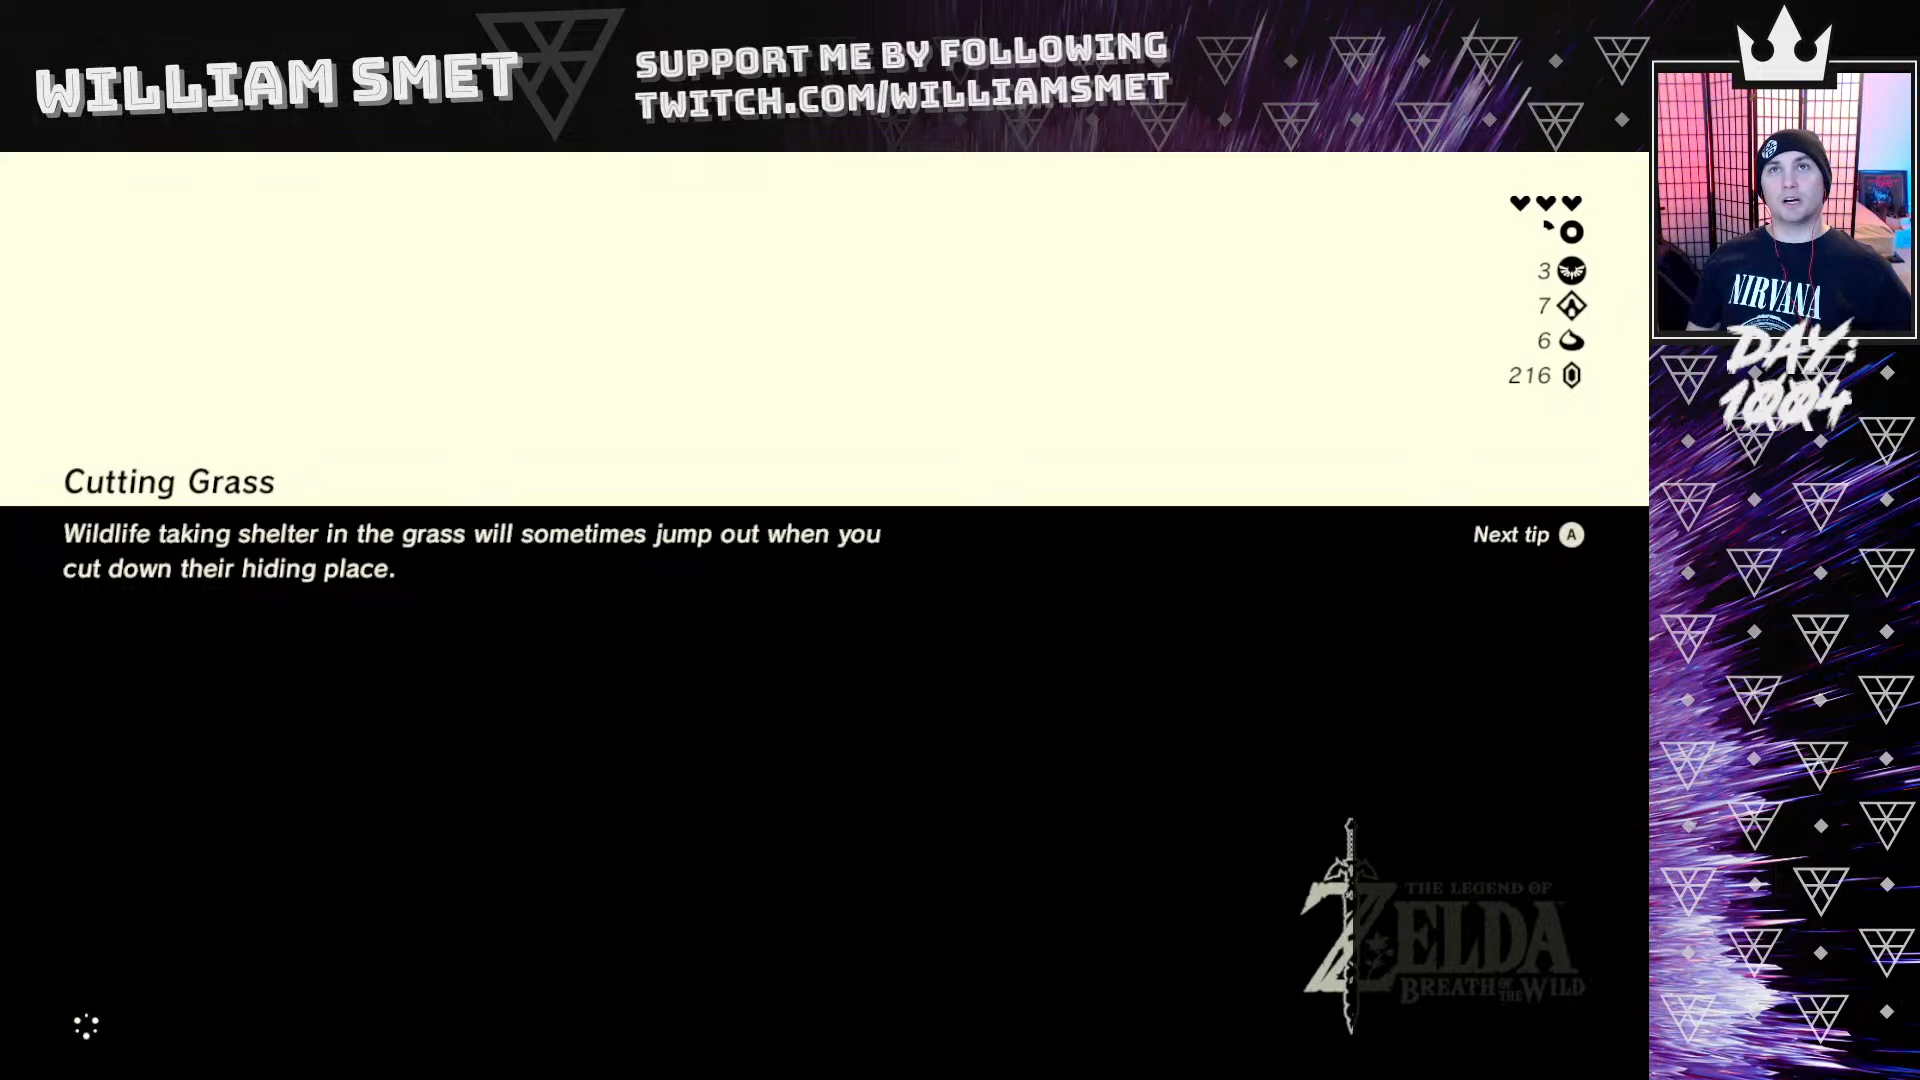 WILLIAM SMET
SUPPORT ME BY FOLLOWING
TWITCH.COM/WILLIAMSMET
NIRVANA
DAY:
1004
3
7
6
216
Cutting Grass
Wildlife taking shelter in the grass will sometimes jump out when you
cut down their hiding place.
Next tip A
THE LEGEND OF
ZELDA
BREATH OF THE WILD